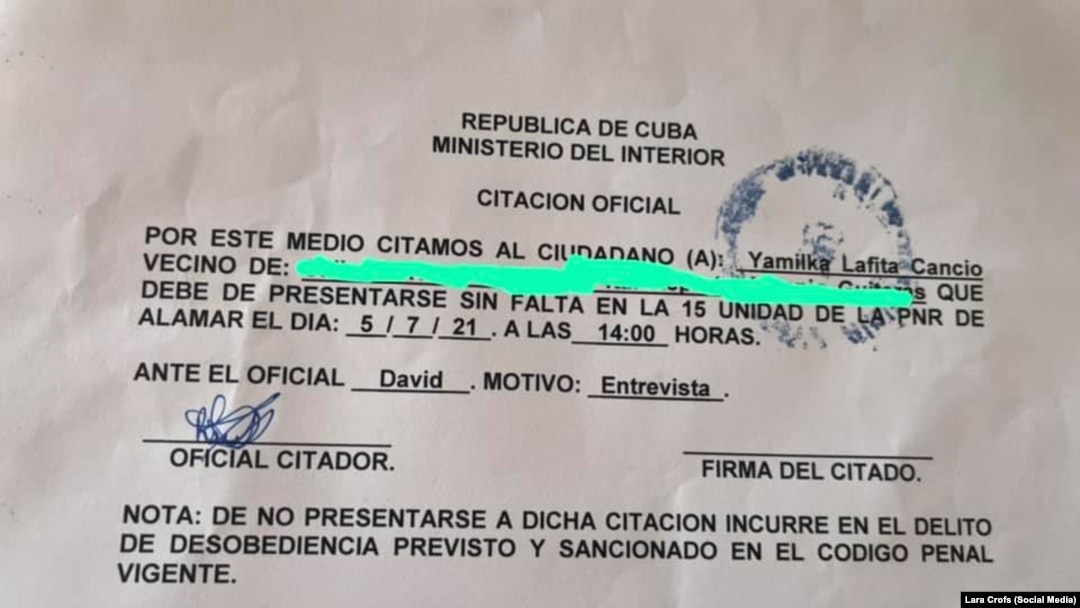 REPUBLICA DE CUBA
MINISTERIO DEL INTERIOR
CITACION OFICIAL
POR ESTE MEDIO CITAMOS AL CIUDADANO (A): Yamilka Lafita Cancio
VECINO DE: QUE
DEBE DE PRESENTARSE SIN FALTA EN LA 15 UNIDAD DE LA PNR DE
ALAMAR EL DIA: 5 / 7 / 21 . A LAS 14:00 HORAS.
ANTE EL OFICIAL David . MOTIVO: Entrevista .
OFICIAL CITADOR.
FIRMA DEL CITADO.
NOTA: DE NO PRESENTARSE A DICHA CITACION INCURRE EN EL DELITO
DE DESOBEDIENCIA PREVISTO Y SANCIONADO EN EL CODIGO PENAL
VIGENTE.
Lara Crofs (Social Media)